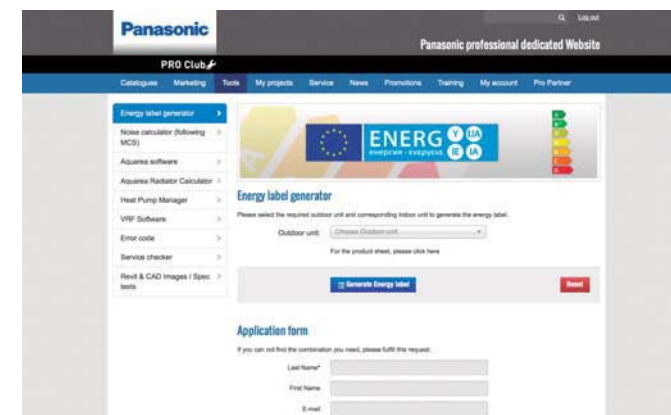 Panasonic
Log out
Panasonic professional dedicated Website
PRO Club
Catalogues Marketing Tools My projects Service News Promotions Training My account Pro Partner
Energy label generator
Noise calculator (following MCS)
Aquarea software
Aquarea Radiator Calculator
Heat Pump Manager
VRF Software
Error code
Service checker
Revit & CAD Images / Spec texts
ENERG Y UA
енергия · ενεργεια IE IA
Energy label generator
Please select the required outdoor unit and corresponding indoor unit to generate the energy label.
Outdoor unit: Choose Outdoor unit
For the product sheet, please click here
Generate Energy label Reset
Application form
If you can not find the combination you need, please fulfil this request:
Last Name*
First Name
E-mail